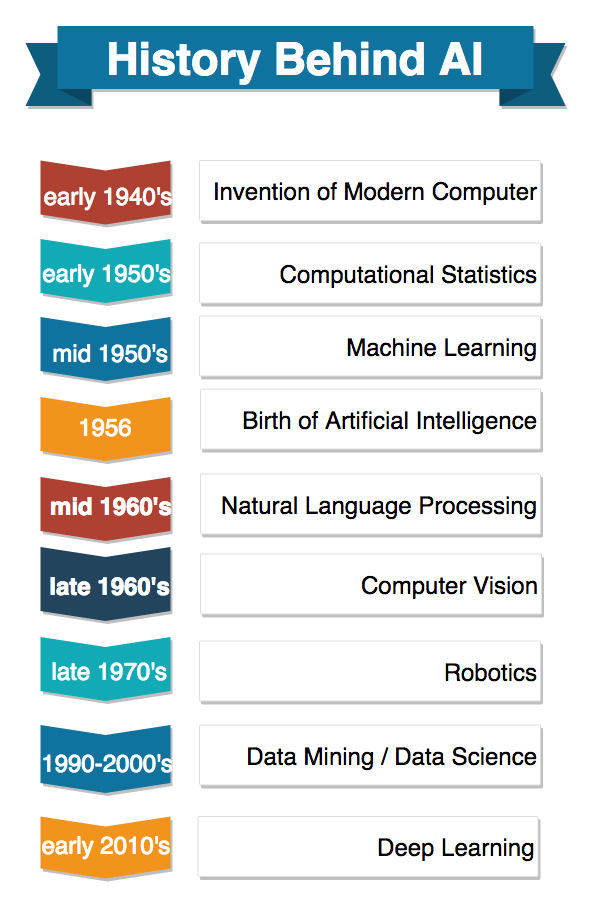 History Behind AI
early 1940's
Invention of Modern Computer
early 1950's
Computational Statistics
mid 1950's
Machine Learning
1956
Birth of Artificial Intelligence
mid 1960's
Natural Language Processing
late 1960's
Computer Vision
late 1970's
Robotics
1990-2000's
Data Mining / Data Science
early 2010's
Deep Learning